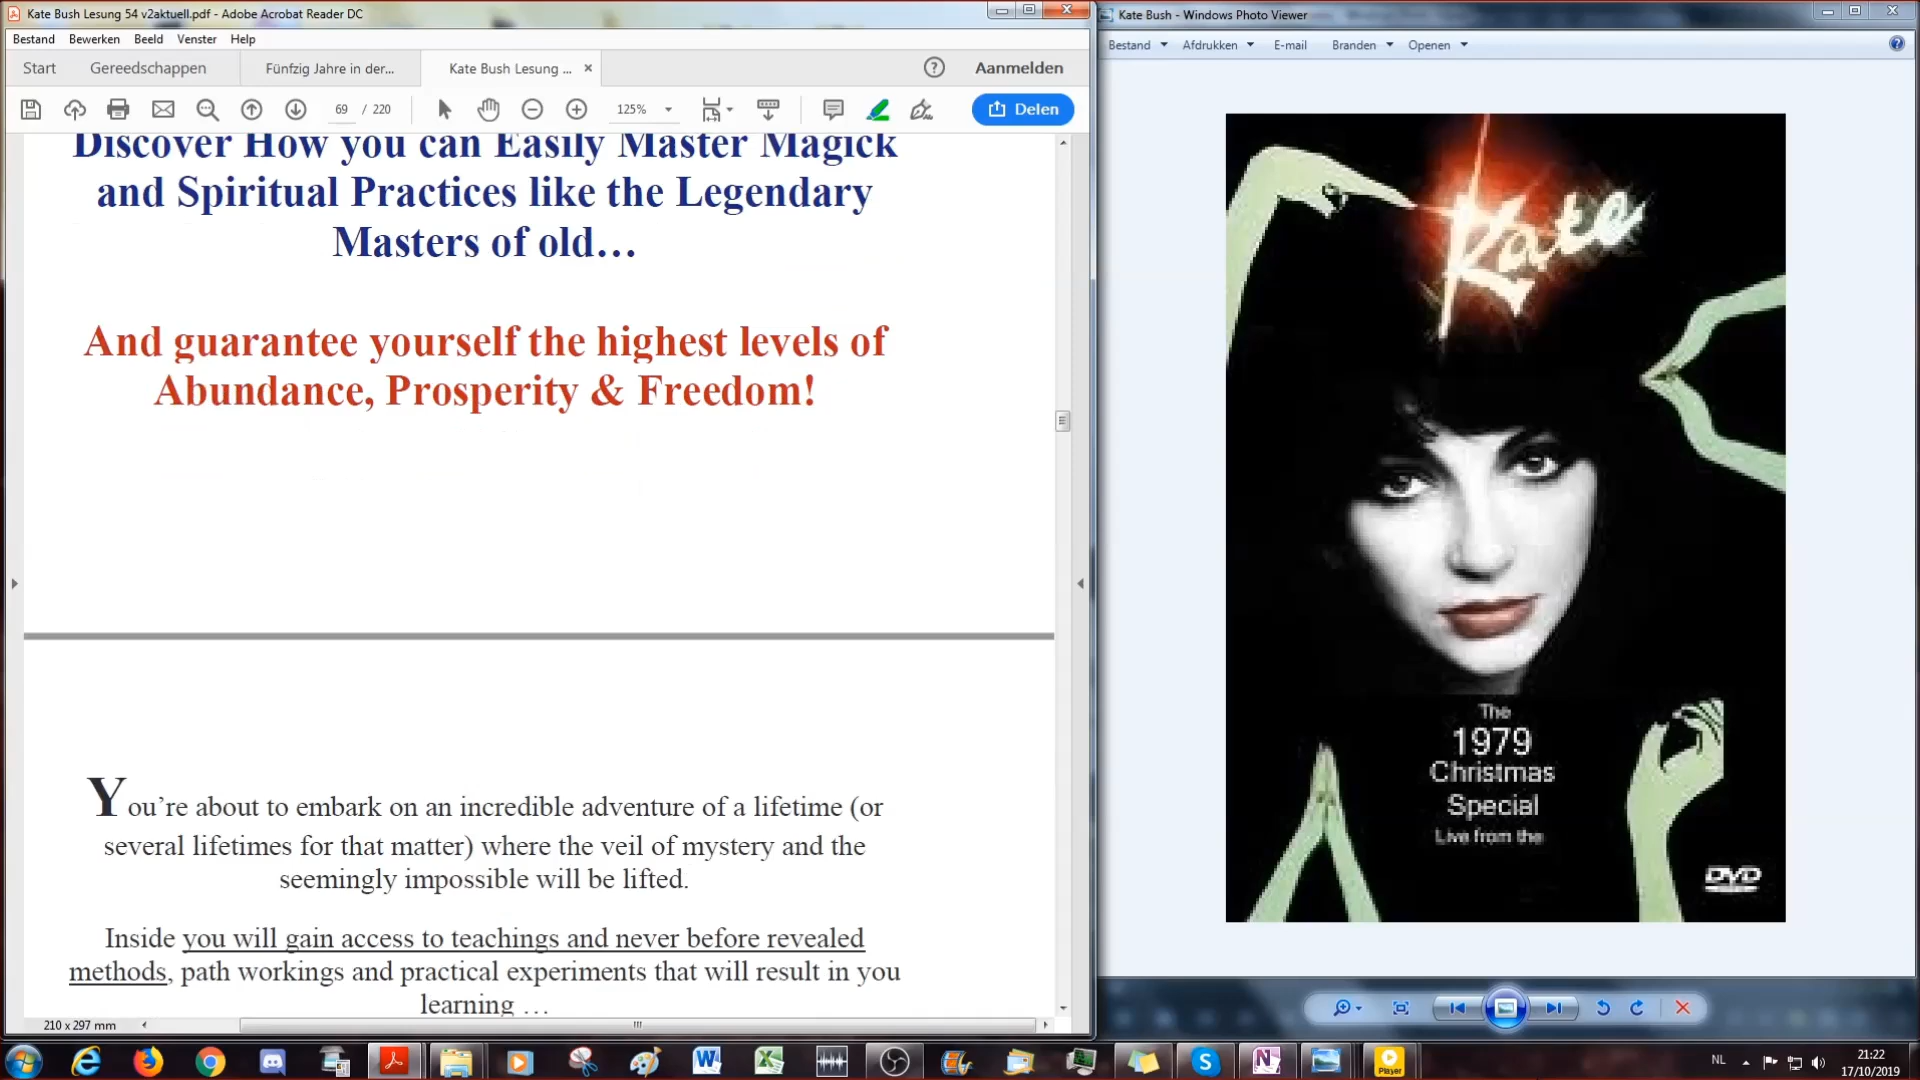 Kate Bush Lesung 54 v2aktuell.pdf - Adobe Acrobat Reader DC
Bestand Bewerken Beeld Venster Help
Start Gereedschappen Fünfzig Jahre in der... Kate Bush Lesung ... × Aanmelden
69 / 220 125% Delen
Discover How you can Easily Master Magick
and Spiritual Practices like the Legendary
Masters of old…
And guarantee yourself the highest levels of
Abundance, Prosperity & Freedom!
You’re about to embark on an incredible adventure of a lifetime (or
several lifetimes for that matter) where the veil of mystery and the
seemingly impossible will be lifted.
Inside you will gain access to teachings and never before revealed
methods, path workings and practical experiments that will result in you
learning …
210 x 297 mm
Kate Bush - Windows Photo Viewer
Bestand Afdrukken E-mail Branden Openen
Kate
The
1979
Christmas
Special
Live from the
DVD
Player
NL
21:22
17/10/2019